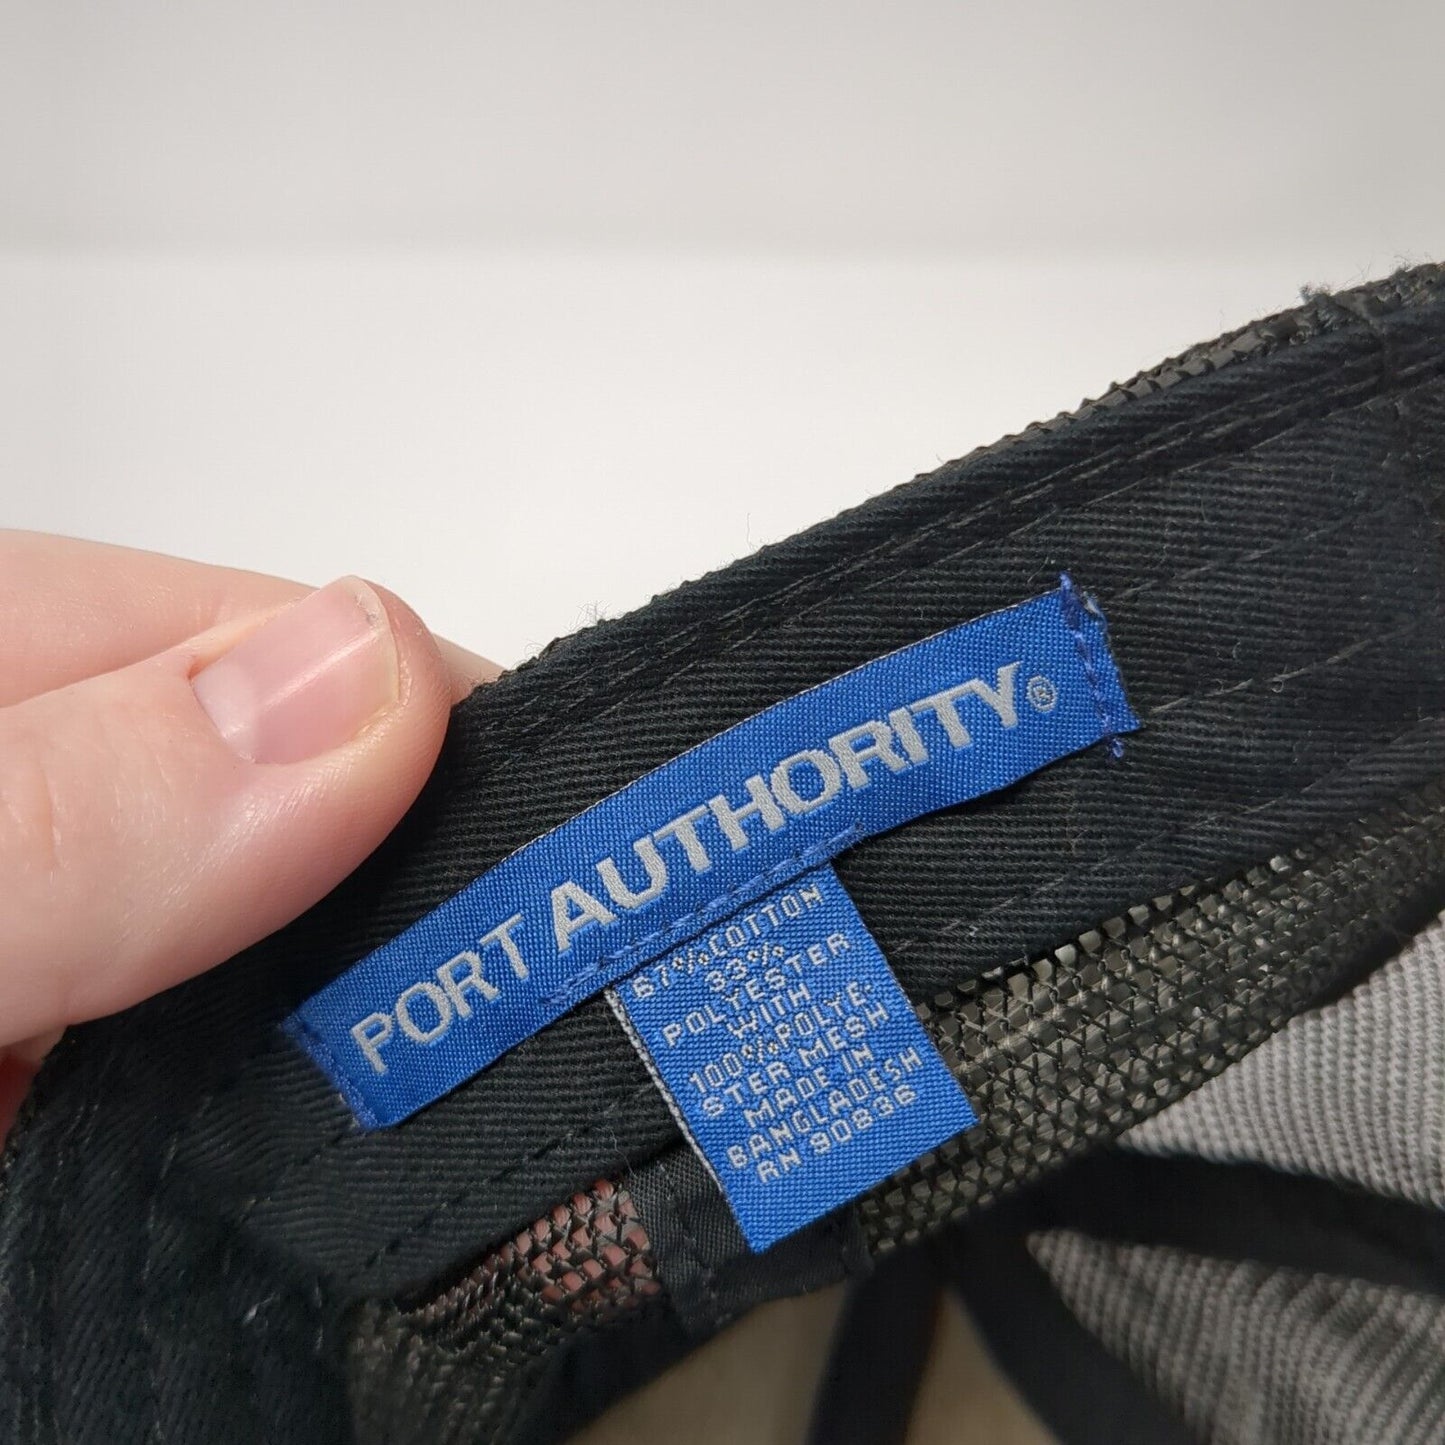 PORT AUTHORITY®
67%COTTON
33%
POLYESTER
WITH
100%POLYE-
STER MESH
MADE IN
BANGLADESH
RN 90836